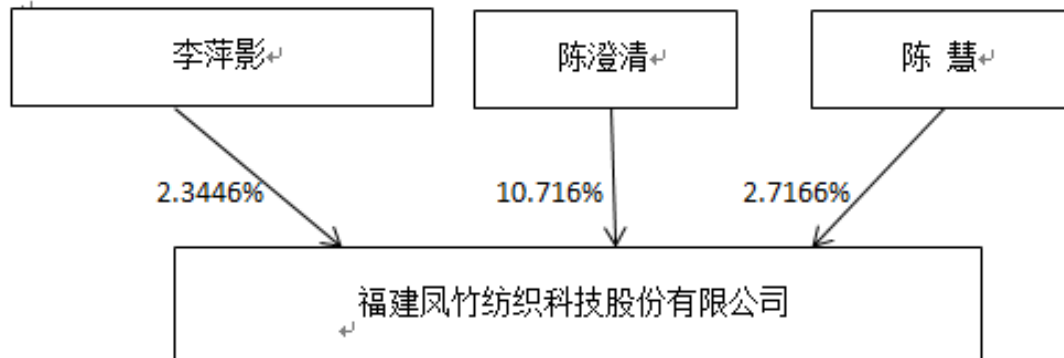 李萍影
陈澄清
陈 慧
2.3446%
10.716%
2.7166%
福建凤竹纺织科技股份有限公司